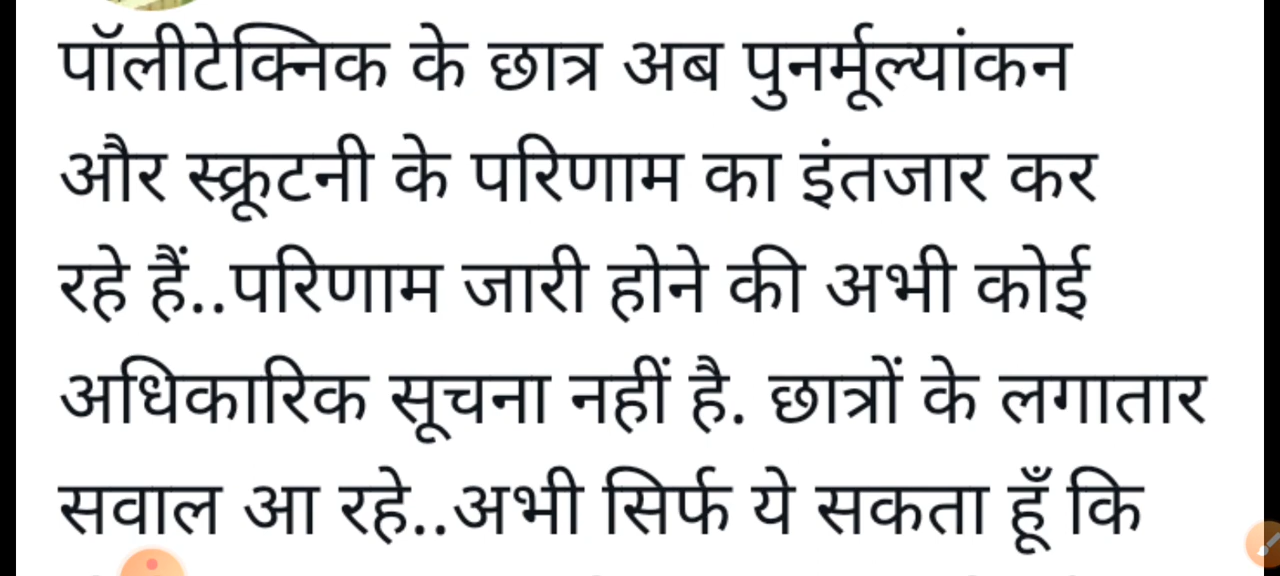 पॉलीटेक्निक के छात्र अब पुनर्मूल्यांकन
और स्क्रूटनी के परिणाम का इंतजार कर
रहे हैं..परिणाम जारी होने की अभी कोई
अधिकारिक सूचना नहीं है. छात्रों के लगातार
सवाल आ रहे..अभी सिर्फ ये सकता हूँ कि